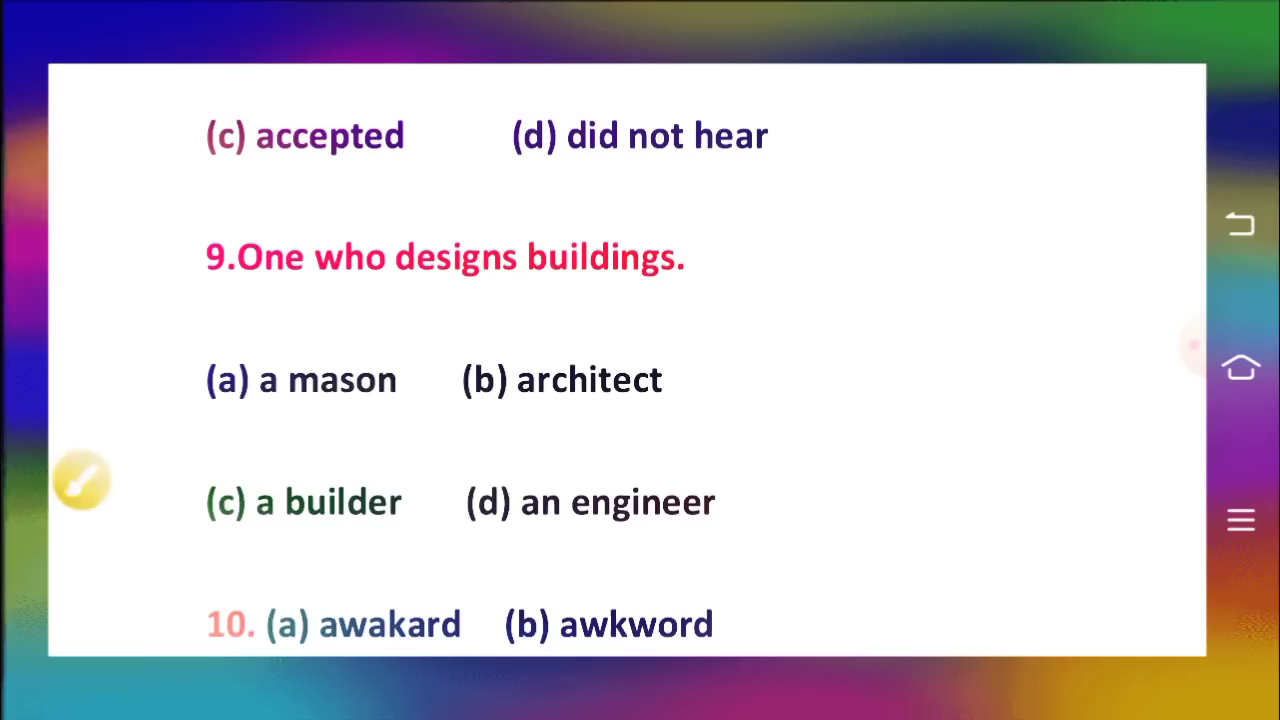 (c) accepted (d) did not hear
9.One who designs buildings.
(a) a mason (b) architect
(c) a builder (d) an engineer
10. (a) awakard (b) awkword